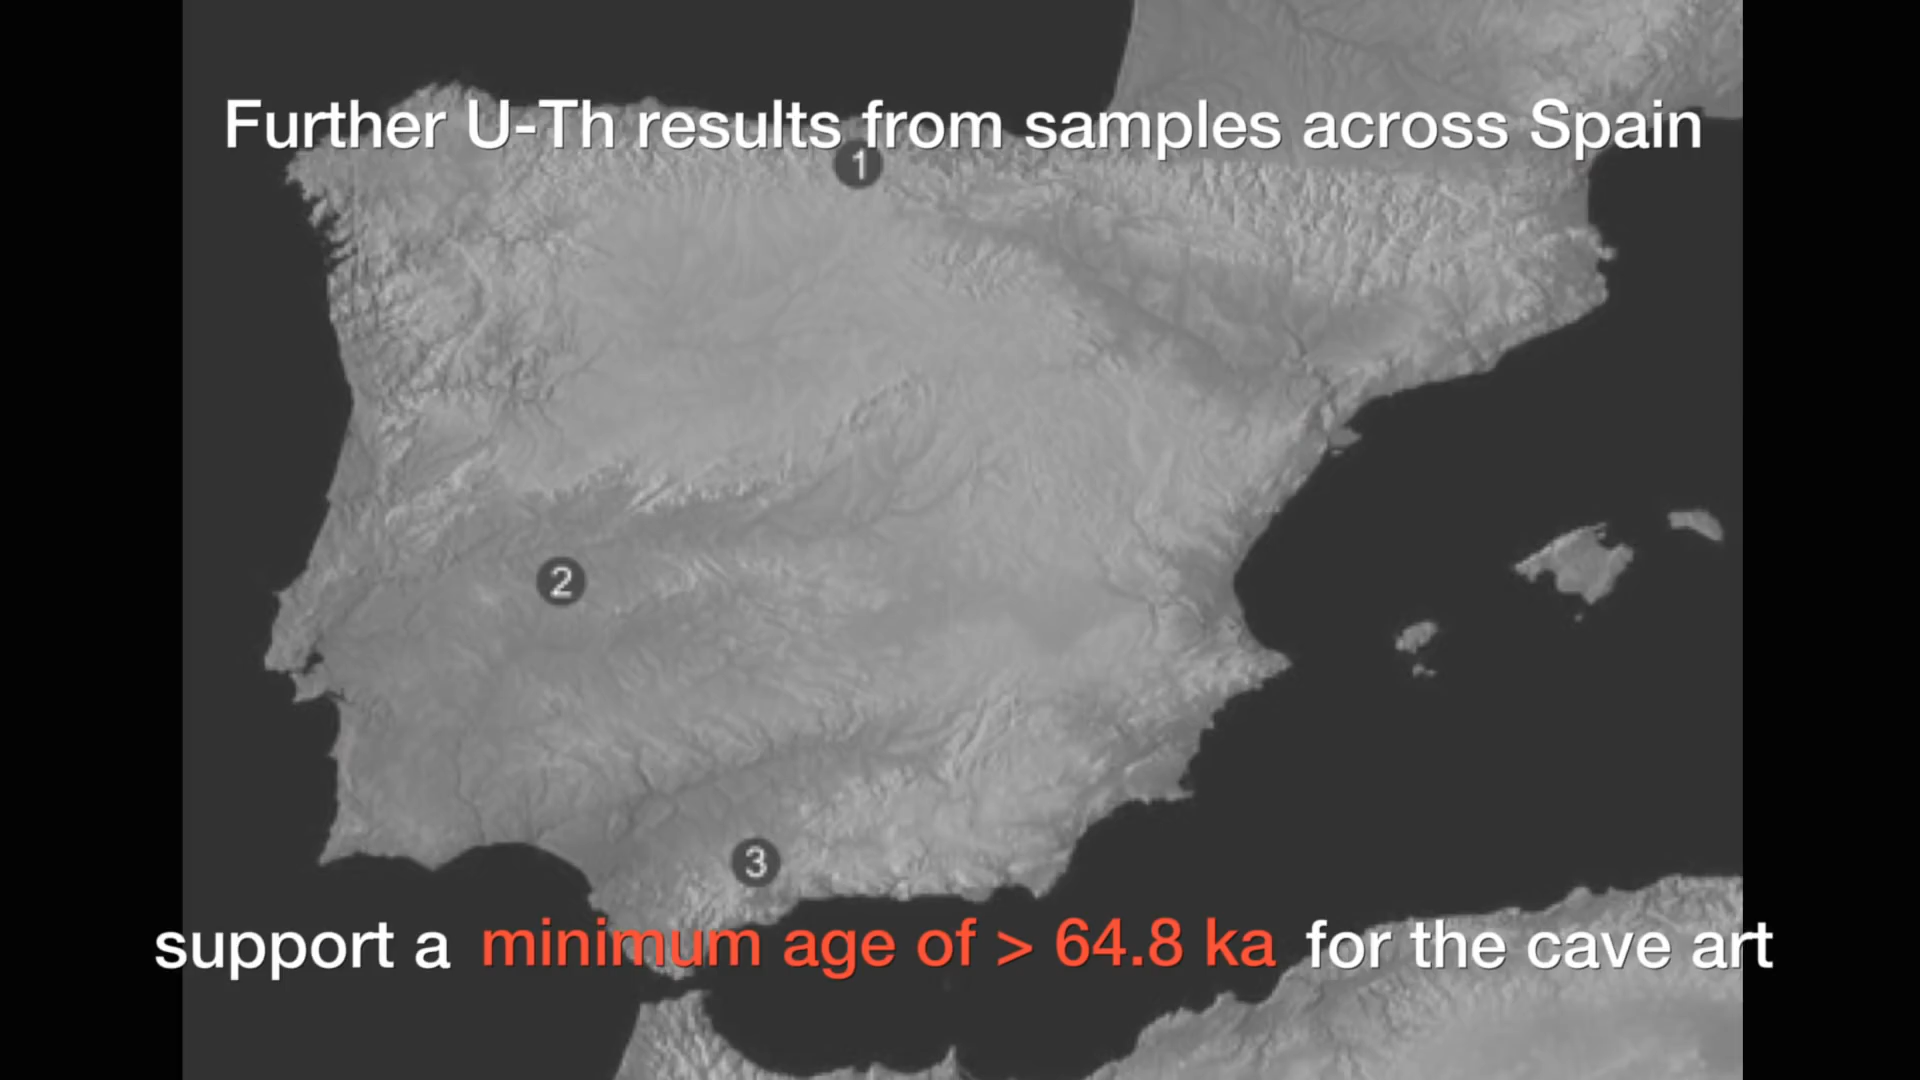 Further U-Th results from samples across Spain
1
2
3
support a minimum age of > 64.8 ka for the cave art